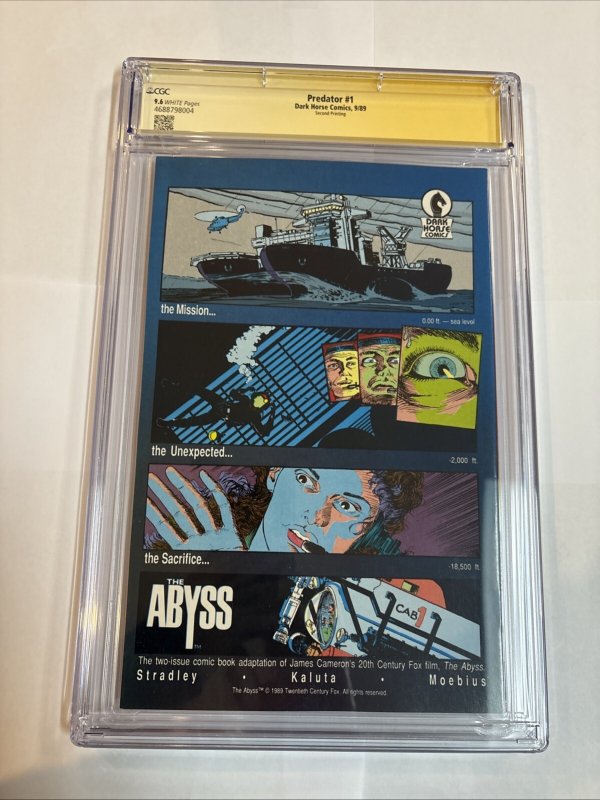 CGC
9.6 WHITE Pages
4688798004
Predator #1
Dark Horse Comics, 9/89
Second Printing
DARK
HORSE
COMICS
the Mission...
0.00 ft. — sea level
the Unexpected...
-2,000 ft.
the Sacrifice...
-18,500 ft.
THE
ABYSS
TM
CAB 1
The two-issue comic book adaptation of James Cameron's 20th Century Fox film, The Abyss.
Stradley • Kaluta • Moebius
The Abyss™ © 1989 Twentieth Century Fox. All rights reserved.